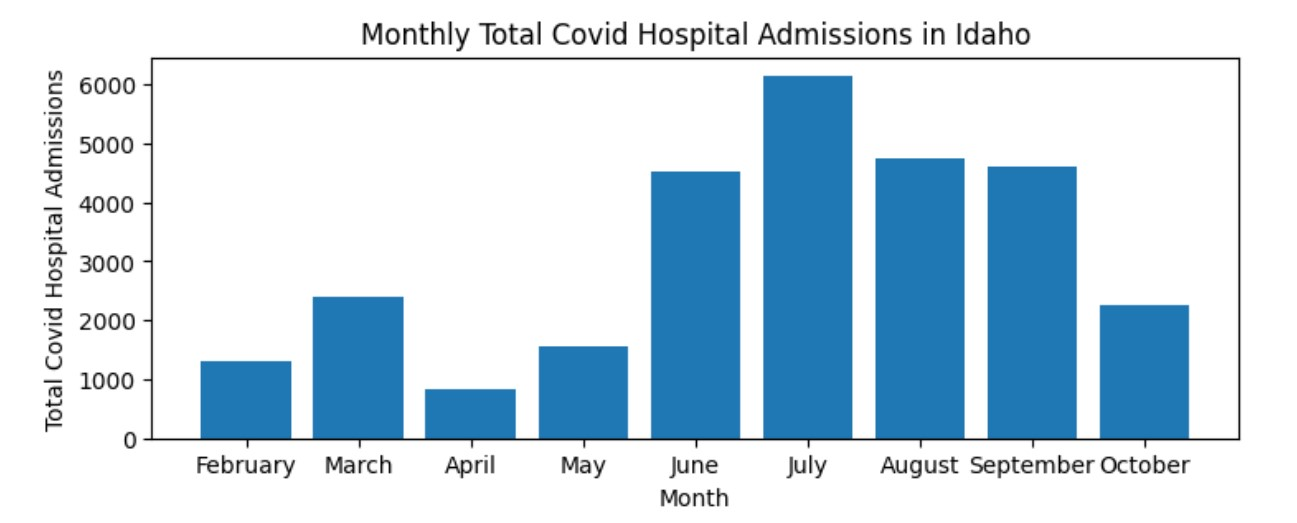 Monthly Total Covid Hospital Admissions in Idaho
Total Covid Hospital Admissions
6000
5000
4000
3000
2000
1000
0
February March April May June July August September October
Month